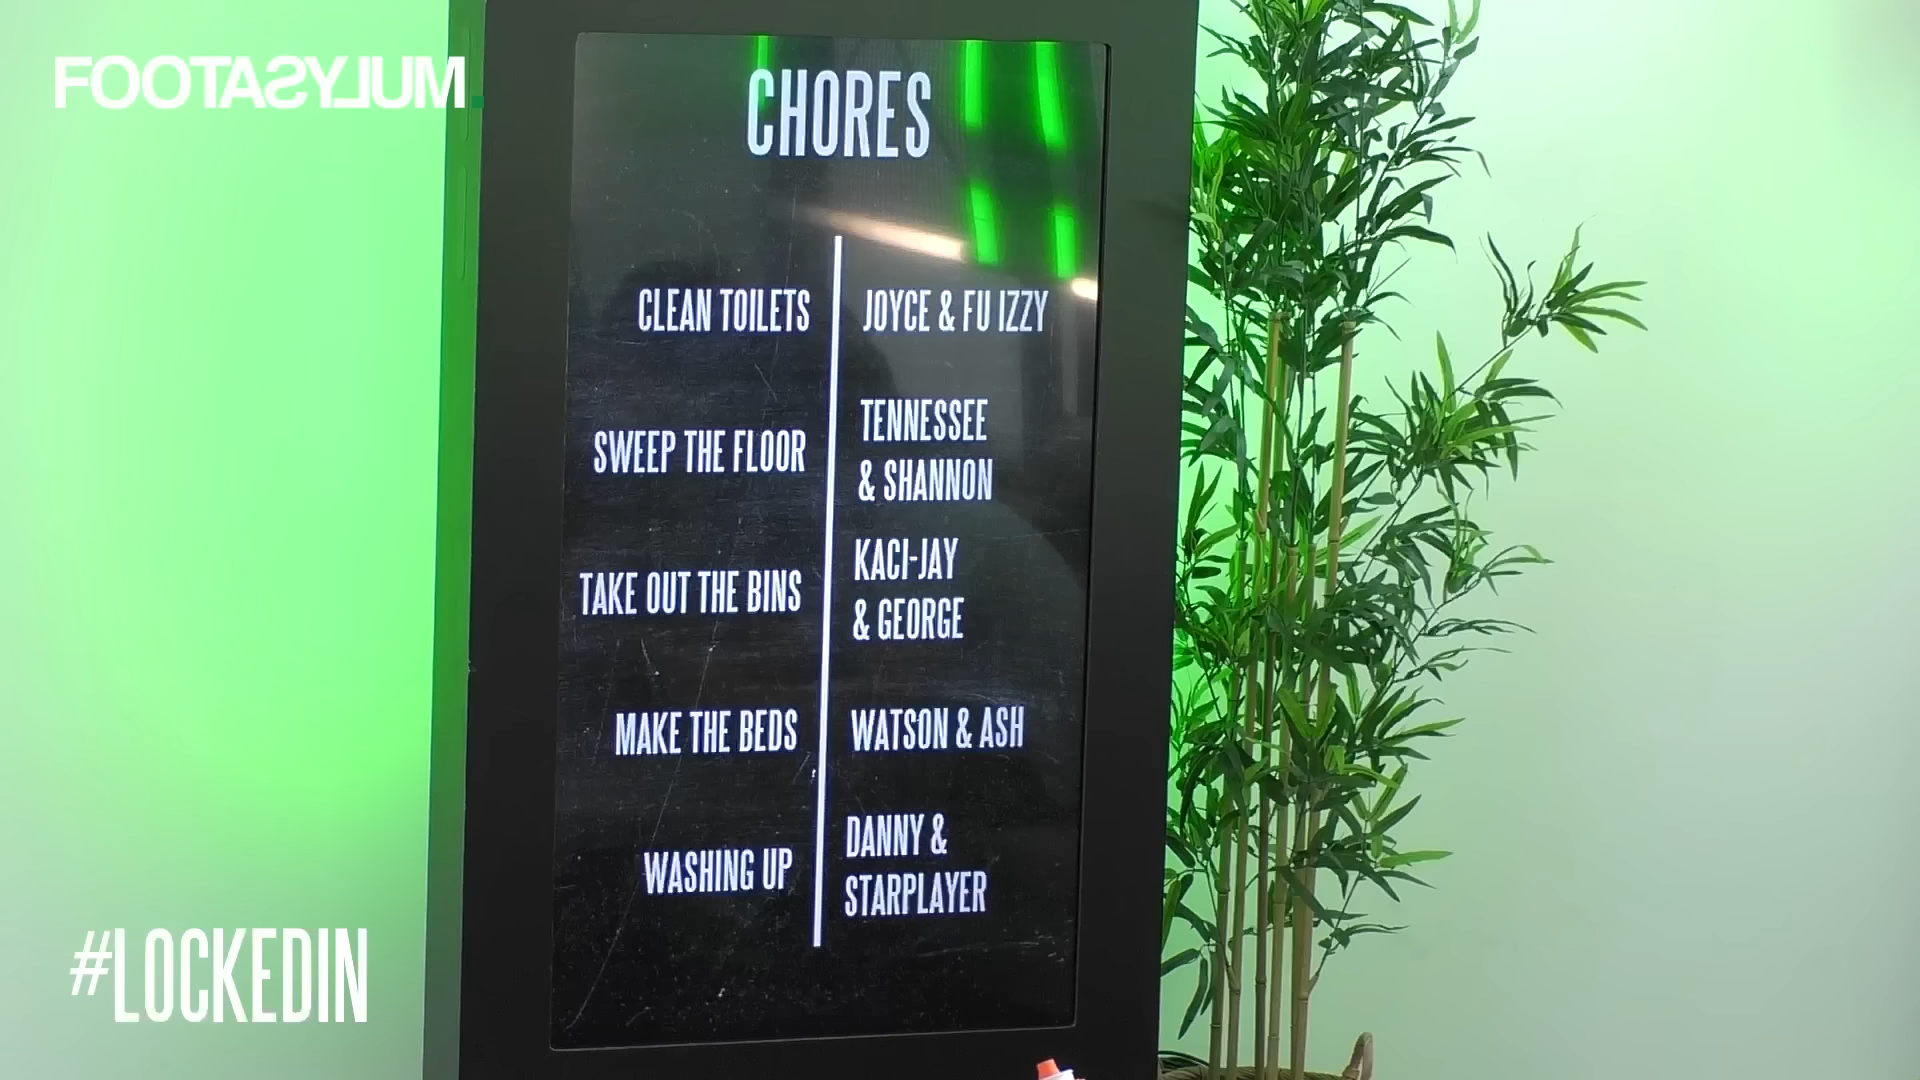 FOOTASYLUM.
CHORES
CLEAN TOILETS
JOYCE & FU IZZY
SWEEP THE FLOOR
TENNESSEE
& SHANNON
TAKE OUT THE BINS
KACI-JAY
& GEORGE
MAKE THE BEDS
WATSON & ASH
WASHING UP
DANNY &
STARPLAYER
#LOCKEDIN